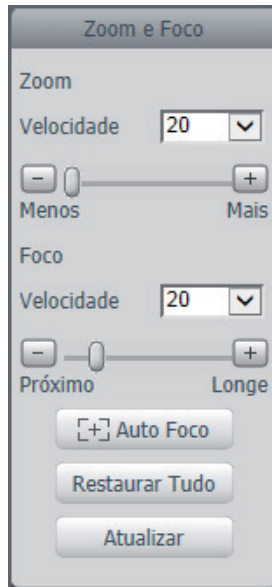 Zoom e Foco
Zoom
Velocidade 20
− +
Menos Mais
Foco
Velocidade 20
− +
Próximo Longe
[+] Auto Foco
Restaurar Tudo
Atualizar